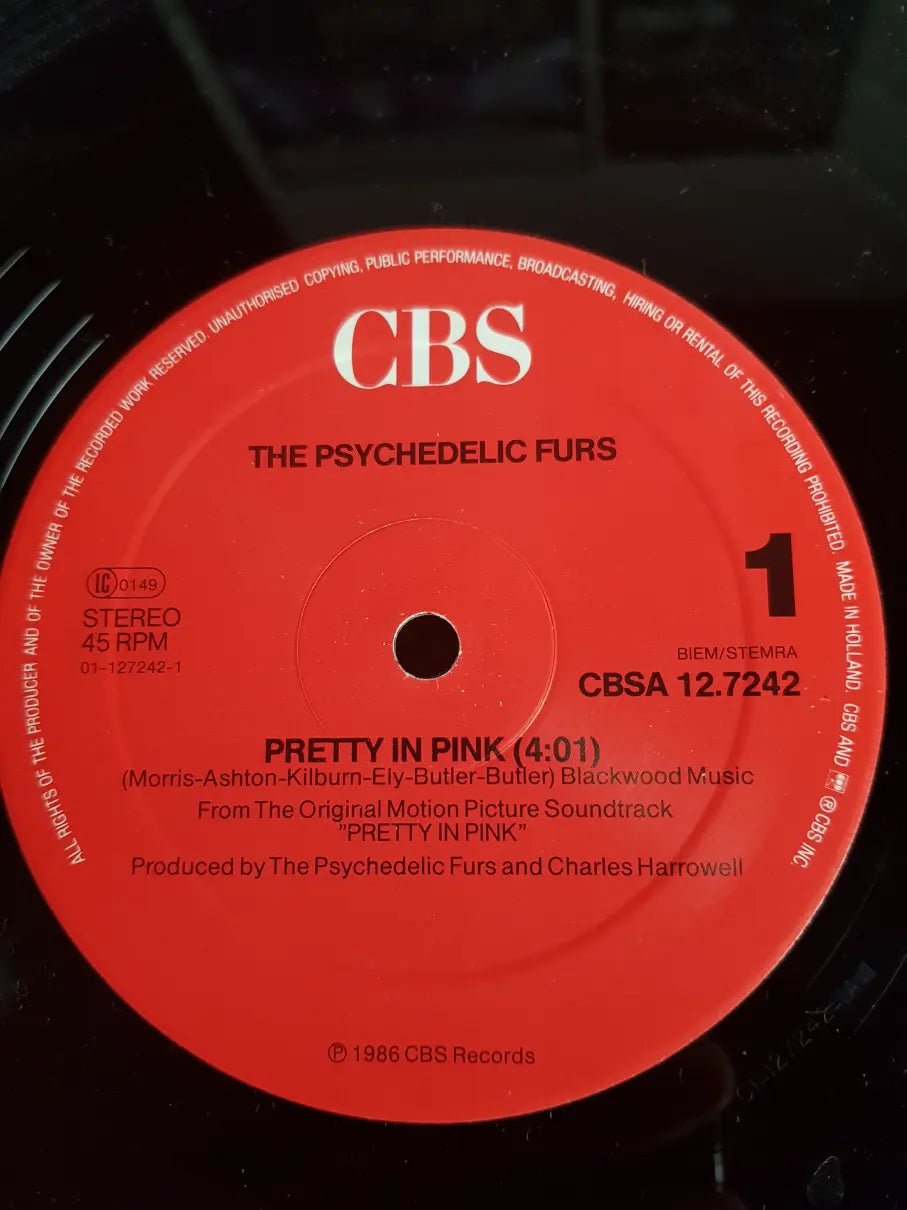 ALL RIGHTS OF THE PRODUCER AND OF THE OWNER OF THE RECORDED WORK RESERVED. UNAUTHORISED COPYING, PUBLIC PERFORMANCE, BROADCASTING, HIRING OR RENTAL OF THIS RECORDING PROHIBITED. MADE IN HOLLAND. CBS AND ® CBS INC.
CBS
THE PSYCHEDELIC FURS
1
LC 0149
STEREO
45 RPM
01-127242-1
BIEM/STEMRA
CBSA 12.7242
PRETTY IN PINK (4:01)
(Morris-Ashton-Kilburn-Ely-Butler-Butler) Blackwood Music
From The Original Motion Picture Soundtrack
"PRETTY IN PINK"
Produced by The Psychedelic Furs and Charles Harrowell
℗ 1986 CBS Records